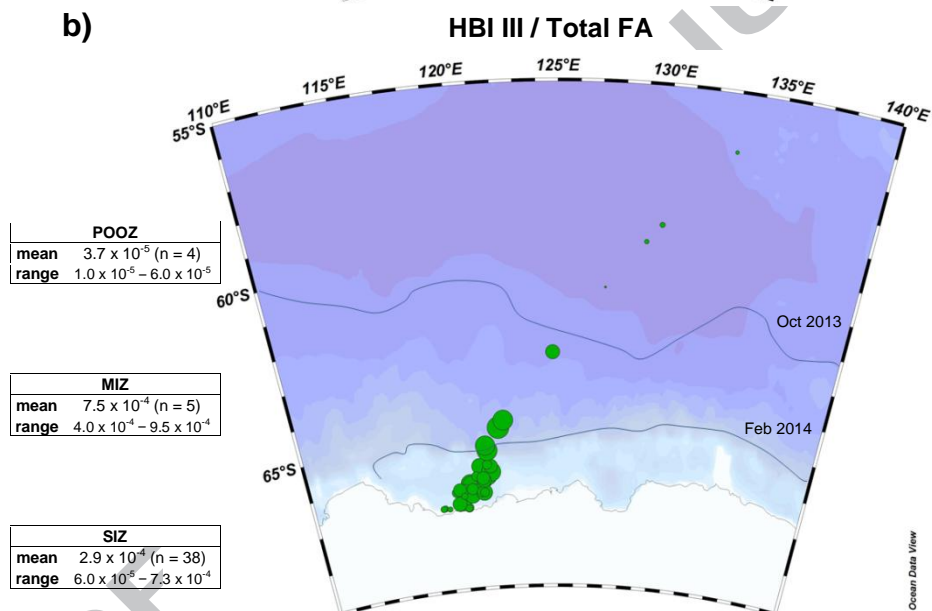 b)
HBI III / Total FA
110°E
115°E
120°E
125°E
130°E
135°E
140°E
55°S
60°S
65°S
Oct 2013
Feb 2014
POOZ
mean 3.7 x 10⁻⁵ (n = 4)
range 1.0 x 10⁻⁵ – 6.0 x 10⁻⁵
MIZ
mean 7.5 x 10⁻⁴ (n = 5)
range 4.0 x 10⁻⁴ – 9.5 x 10⁻⁴
SIZ
mean 2.9 x 10⁻⁴ (n = 38)
range 6.0 x 10⁻⁵ – 7.3 x 10⁻⁴
Ocean Data View